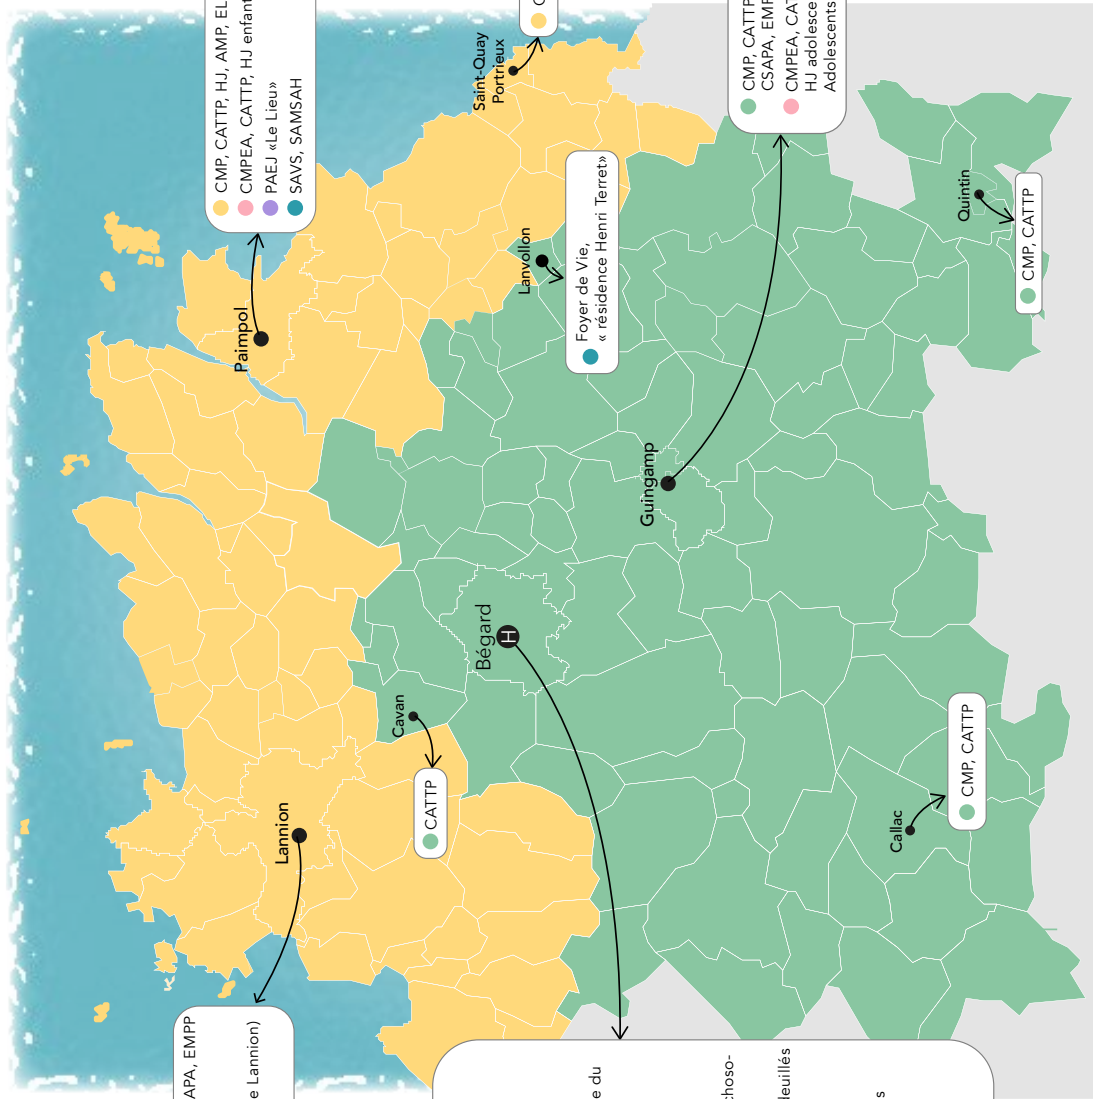 CMP, CATTP, HJ, AMP, EL
CMPEA, CATTP, HJ enfant
PAEJ «Le Lieu»
SAVS, SAMSAH
Paimpol
Saint-Quay
Portrieux
Lanvollon
Foyer de Vie,
« résidence Henri Terret»
CMP, CATTP
CSAPA, EMP
CMPEA, CAT
HJ adolesce
Adolescents
Guingamp
Quintin
CMP, CATTP
Bégard
H
Cavan
CATTP
Lannion
APA, EMPP
e Lannion)
Callac
CMP, CATTP
e du
choso-
deuillés
s